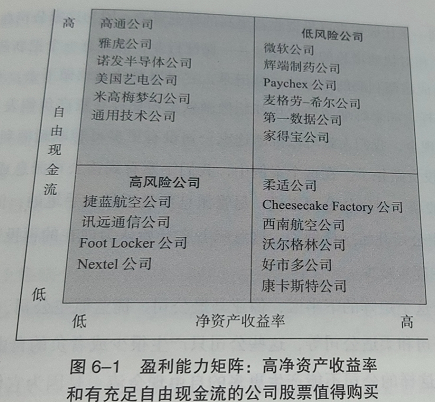 高
高通公司
雅虎公司
诺发半导体公司
美国艺电公司
米高梅梦幻公司
通用技术公司
低风险公司
微软公司
辉端制药公司
Paychex 公司
麦格劳-希尔公司
第一数据公司
家得宝公司
自由现金流
高风险公司
捷蓝航空公司
讯远通信公司
Foot Locker 公司
Nextel 公司
柔适公司
Cheesecake Factory 公司
西南航空公司
沃尔格林公司
好市多公司
康卡斯特公司
低
低 净资产收益率 高
图 6-1 盈利能力矩阵：高净资产收益率
和有充足自由现金流的公司股票值得购买